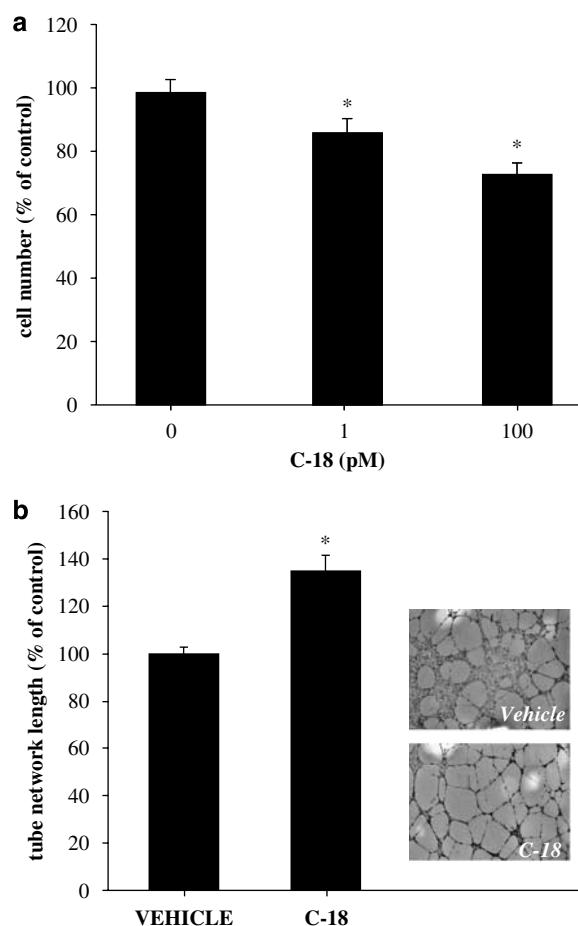 a
120
100
80
60
40
20
0
cell number (% of control)
*
*
0 1 100
C-18 (pM)
b
160
140
120
100
80
60
40
20
0
tube network length (% of control)
*
Vehicle
C-18
VEHICLE C-18